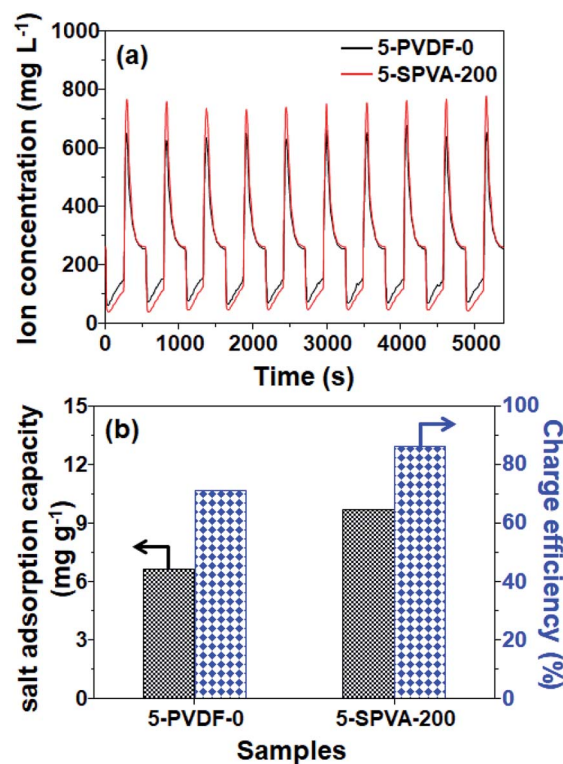 1000
(a)
5-PVDF-0
5-SPVA-200
800
600
400
200
0
Ion concentration (mg L⁻¹)
0 1000 2000 3000 4000 5000
Time (s)
15
(b)
100
12
80
9
60
6
40
3
20
0
0
salt adsorption capacity
(mg g⁻¹)
Charge efficiency (%)
5-PVDF-0 5-SPVA-200
Samples